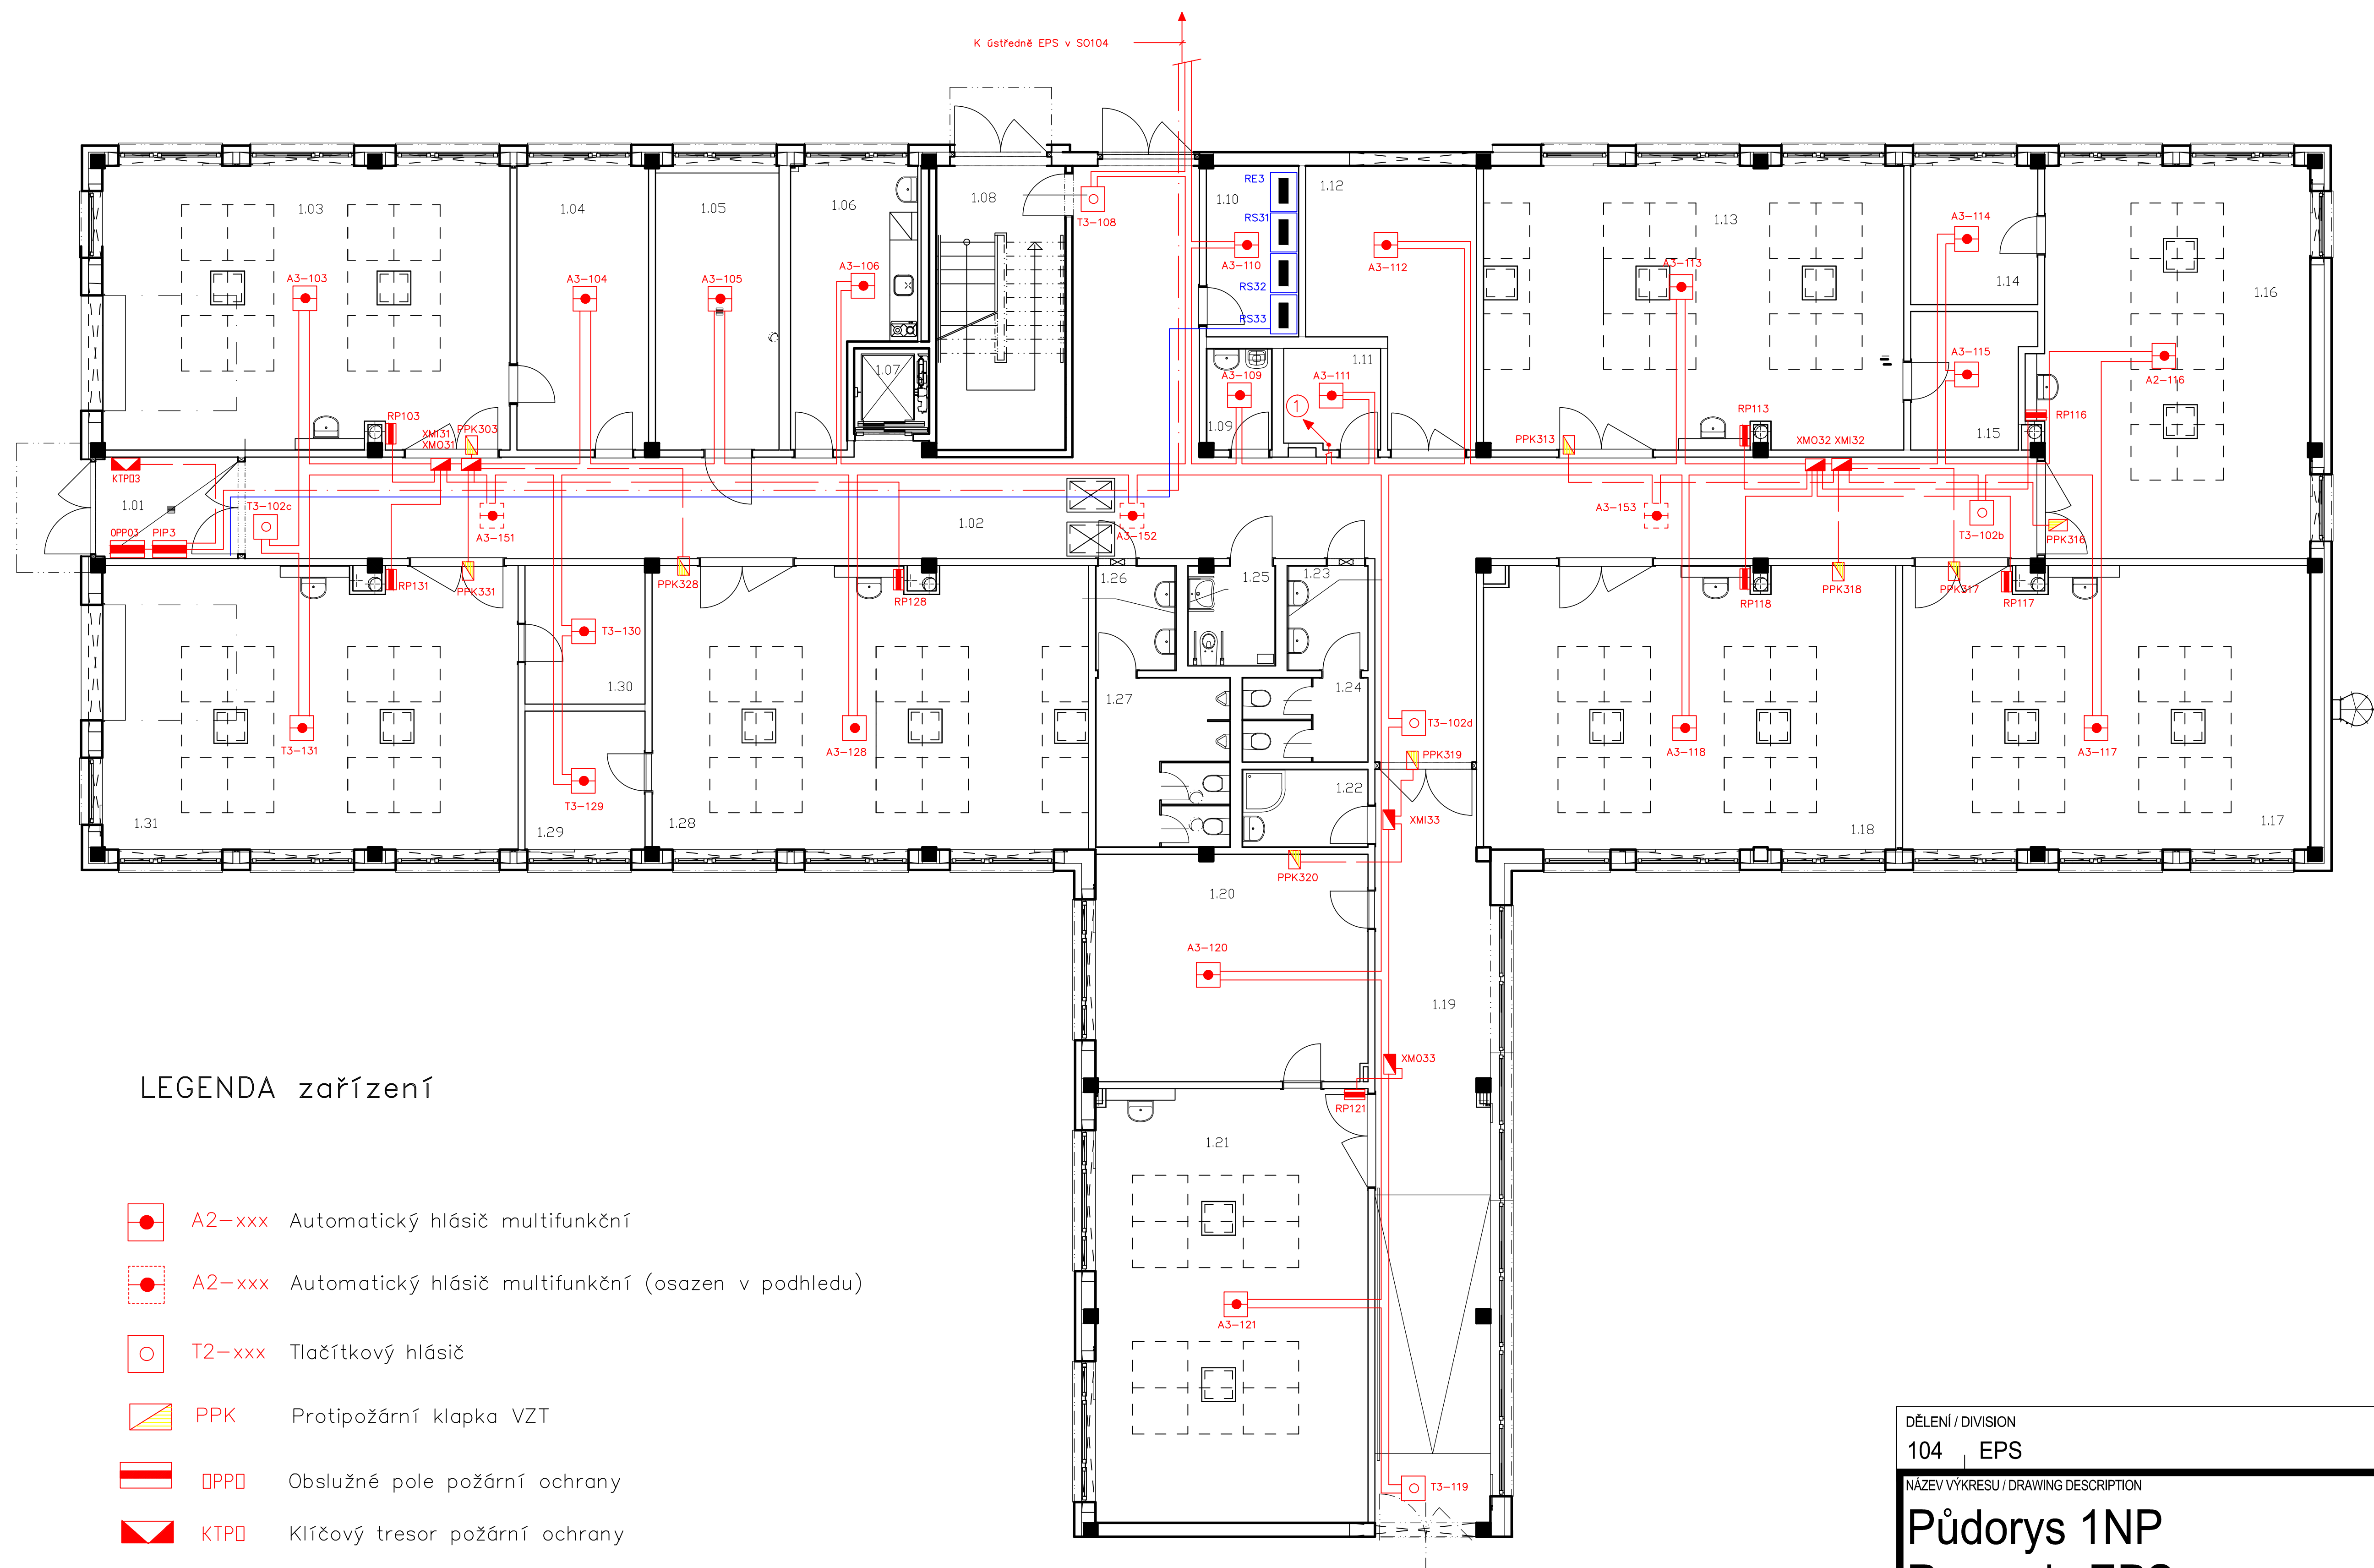 K ústředně EPS v SO104
1.03
1.04
1.05
1.06
1.08
T3-108
1.10
RE3
RS31
RS32
RS33
1.12
1.13
A3-114
1.14
1.16
A3-103
A3-104
A3-105
A3-106
A3-110
A3-112
A3-113
1.07
A3-109
1.09
A3-111
1.11
1
A3-115
1.15
A2-116
RP103
XMI31
XMO31
PPK303
PPK313
RP113
XMO32 XMI32
RP116
KTPO3
1.01
T3-102c
OPPO3
PIP3
A3-151
1.02
A3-152
A3-153
T3-102b
PPK316
RP131
PPK331
PPK328
RP128
1.26
1.25
1.23
RP118
PPK318
PPK317
RP117
T3-130
1.30
1.27
1.24
T3-102d
PPK319
T3-131
A3-128
A3-118
A3-117
T3-129
1.31
1.29
1.28
1.22
XMI33
1.18
1.17
PPK320
1.20
A3-120
1.19
XMO33
RP121
1.21
A3-121
T3-119
LEGENDA zařízení
A2-xxx Automatický hlásič multifunkční
A2-xxx Automatický hlásič multifunkční (osazen v podhledu)
T2-xxx Tlačítkový hlásič
PPK Protipožární klapka VZT
OPPO Obslužné pole požární ochrany
KTPO Klíčový tresor požární ochrany
DĚLENÍ / DIVISION
104 EPS
NÁZEV VÝKRESU / DRAWING DESCRIPTION
Půdorys 1NP